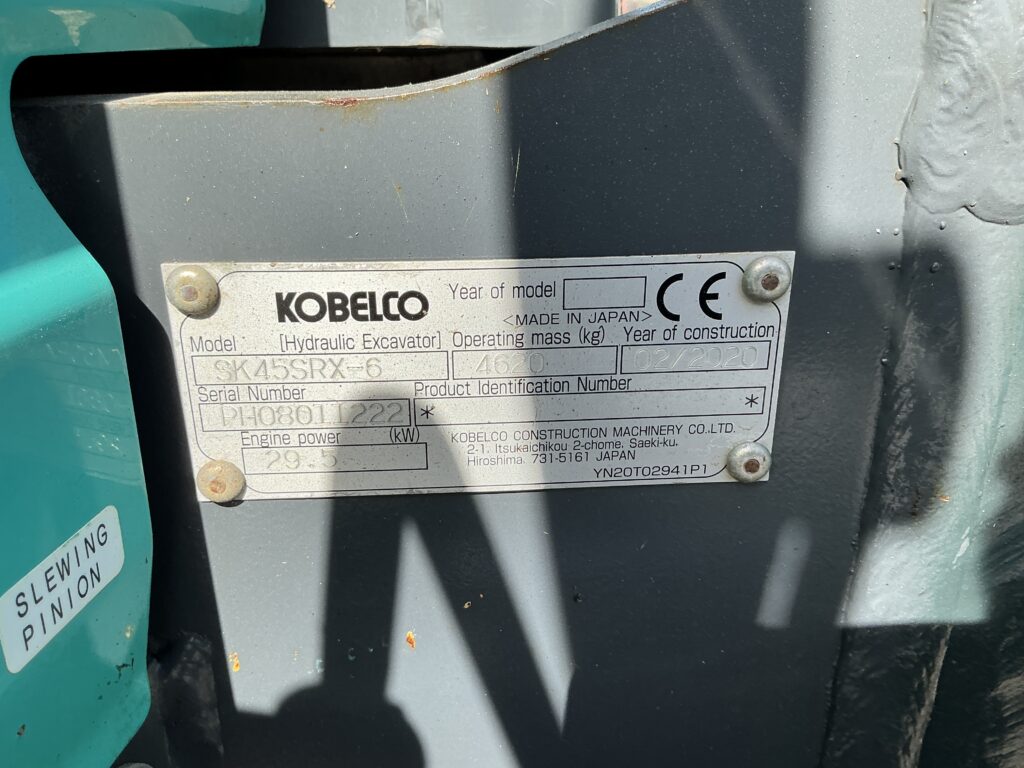 KOBELCO Year of model CE
<MADE IN JAPAN>
Model [Hydraulic Excavator] Operating mass (kg) Year of construction
SK45SRX-6 4620 02/2020
Serial Number Product Identification Number
* *
Engine power (kW)
29.5
KOBELCO CONSTRUCTION MACHINERY CO.,LTD.
2-1, Itsukaichikou 2-chome, Saeki-ku,
Hiroshima, 731-5161 JAPAN
YN20T02941P1
SLEWING
PINION